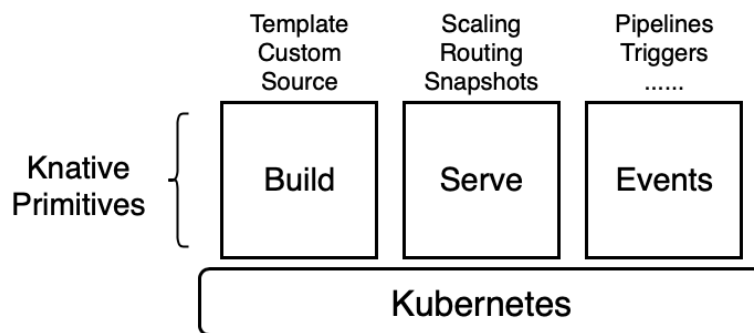 Template
Custom
Source
Scaling
Routing
Snapshots
Pipelines
Triggers
......
Knative
Primitives
Build
Serve
Events
Kubernetes